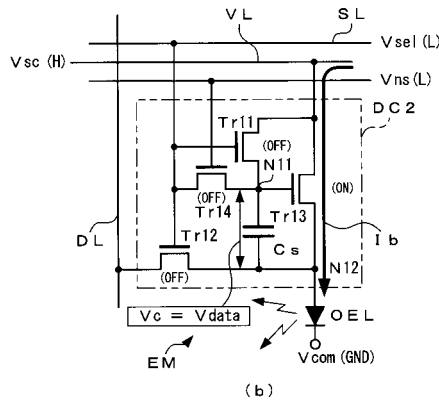 VL
SL
Vsel(L)
Vsc(H)
Vns(L)
DC2
Tr11
(OFF)
N11
(ON)
(OFF)
Tr14
Tr13
DL
Tr12
Cs
Ib
(OFF)
N12
Vc = Vdata
OEL
EM
Vcom(GND)
(b)